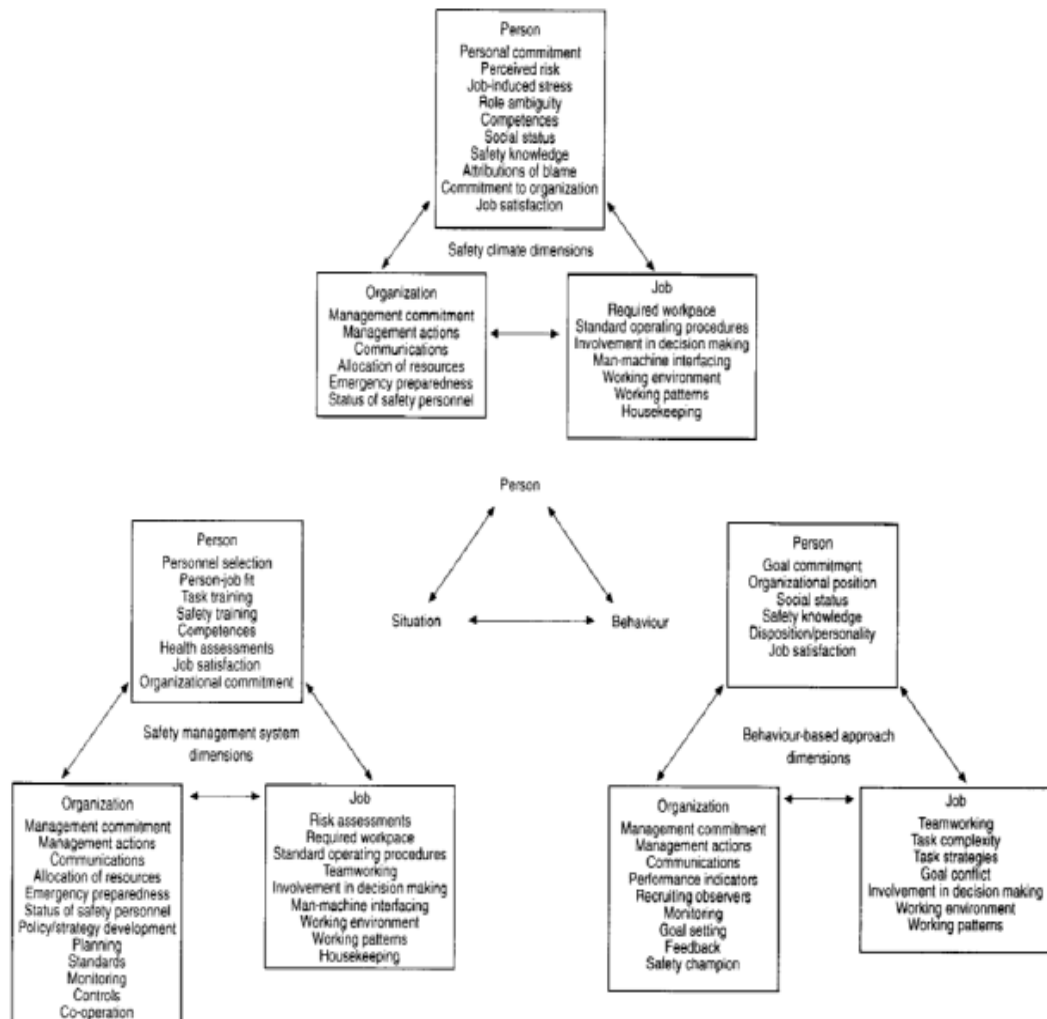 Person
Personal commitment
Perceived risk
Job-induced stress
Role ambiguity
Competences
Social status
Safety knowledge
Attributions of blame
Commitment to organization
Job satisfaction
Safety climate dimensions
Organization
Management commitment
Management actions
Communications
Allocation of resources
Emergency preparedness
Status of safety personnel
Job
Required workpace
Standard operating procedures
Involvement in decision making
Man-machine interfacing
Working environment
Working patterns
Housekeeping
Person
Situation
Behaviour
Person
Personnel selection
Person-job fit
Task training
Safety training
Competences
Health assessments
Job satisfaction
Organizational commitment
Safety management system
dimensions
Organization
Management commitment
Management actions
Communications
Allocation of resources
Emergency preparedness
Status of safety personnel
Policy/strategy development
Planning
Standards
Monitoring
Controls
Co-operation
Job
Risk assessments
Required workpace
Standard operating procedures
Teamworking
Involvement in decision making
Man-machine interfacing
Working environment
Working patterns
Housekeeping
Person
Goal commitment
Organizational position
Social status
Safety knowledge
Disposition/personality
Job satisfaction
Behaviour-based approach
dimensions
Organization
Management commitment
Management actions
Communications
Performance indicators
Recruiting observers
Monitoring
Goal setting
Feedback
Safety champion
Job
Teamworking
Task complexity
Task strategies
Goal conflict
Involvement in decision making
Working environment
Working patterns